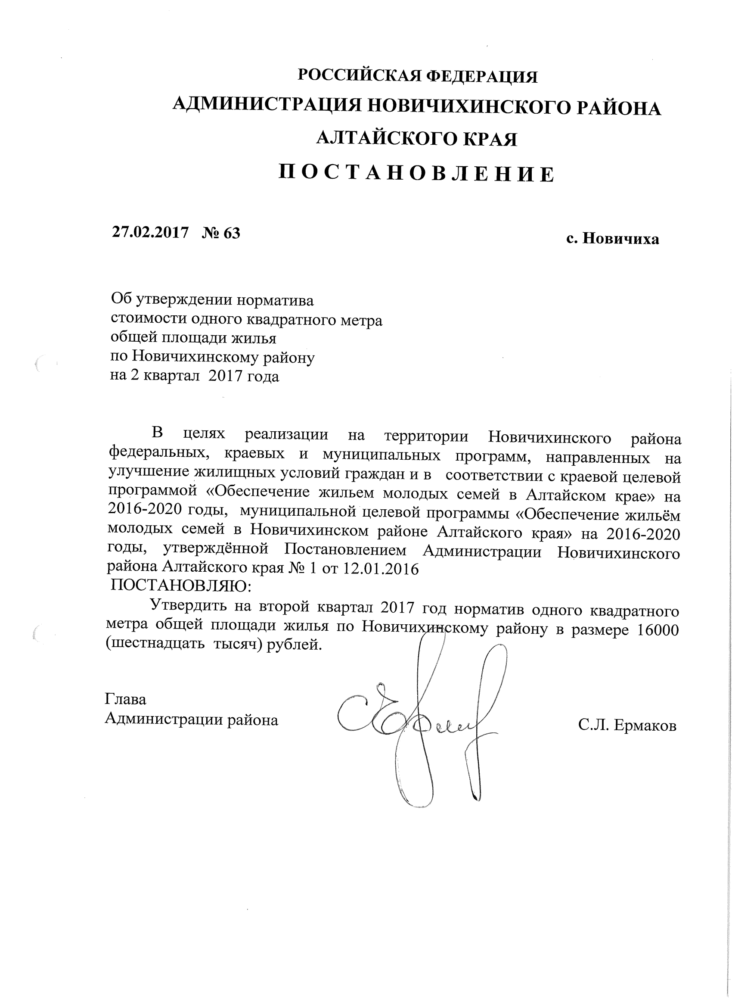 РОССИЙСКАЯ ФЕДЕРАЦИЯ
АДМИНИСТРАЦИЯ НОВИЧИХИНСКОГО РАЙОНА
АЛТАЙСКОГО КРАЯ
П О С Т А Н О В Л Е Н И Е
27.02.2017 № 63 с. Новичиха
Об утверждении норматива
стоимости одного квадратного метра
общей площади жилья
по Новичихинскому району
на 2 квартал 2017 года
В целях реализации на территории Новичихинского района
федеральных, краевых и муниципальных программ, направленных на
улучшение жилищных условий граждан и в соответствии с краевой целевой
программой «Обеспечение жильем молодых семей в Алтайском крае» на
2016-2020 годы, муниципальной целевой программы «Обеспечение жильём
молодых семей в Новичихинском районе Алтайского края» на 2016-2020
годы, утверждённой Постановлением Администрации Новичихинского
района Алтайского края № 1 от 12.01.2016
ПОСТАНОВЛЯЮ:
Утвердить на второй квартал 2017 год норматив одного квадратного
метра общей площади жилья по Новичихинскому району в размере 16000
(шестнадцать тысяч) рублей.
Глава
Администрации района С.Л. Ермаков